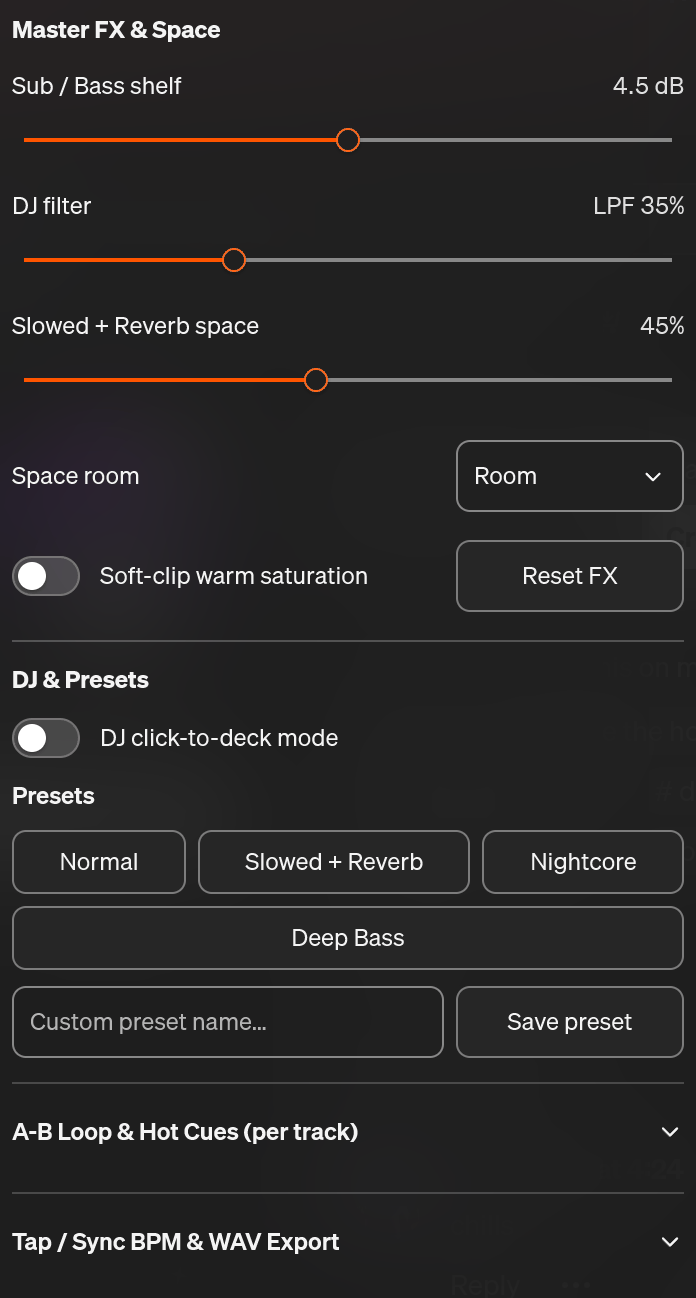 Master FX & Space
Sub / Bass shelf 4.5 dB
DJ filter LPF 35%
Slowed + Reverb space 45%
Space room Room
Soft-clip warm saturation Reset FX
DJ & Presets
DJ click-to-deck mode
Presets
Normal Slowed + Reverb Nightcore
Deep Bass
Custom preset name... Save preset
A-B Loop & Hot Cues (per track)
Tap / Sync BPM & WAV Export
Reply